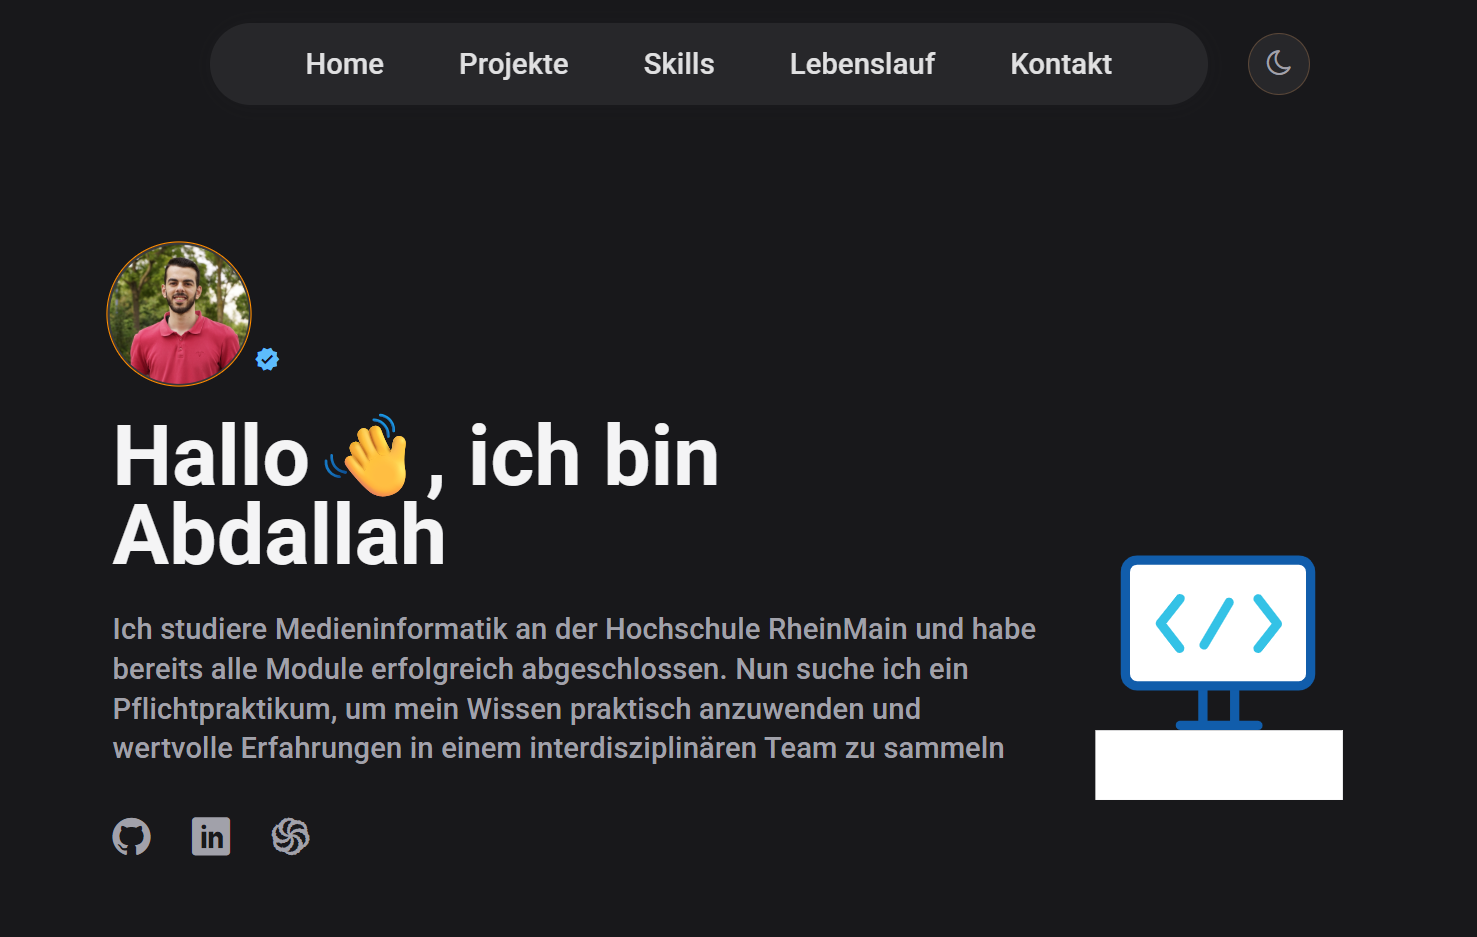 Home Projekte Skills Lebenslauf Kontakt
Hallo 👋, ich bin
Abdallah
Ich studiere Medieninformatik an der Hochschule RheinMain und habe
bereits alle Module erfolgreich abgeschlossen. Nun suche ich ein
Pflichtpraktikum, um mein Wissen praktisch anzuwenden und
wertvolle Erfahrungen in einem interdisziplinären Team zu sammeln
</>
in